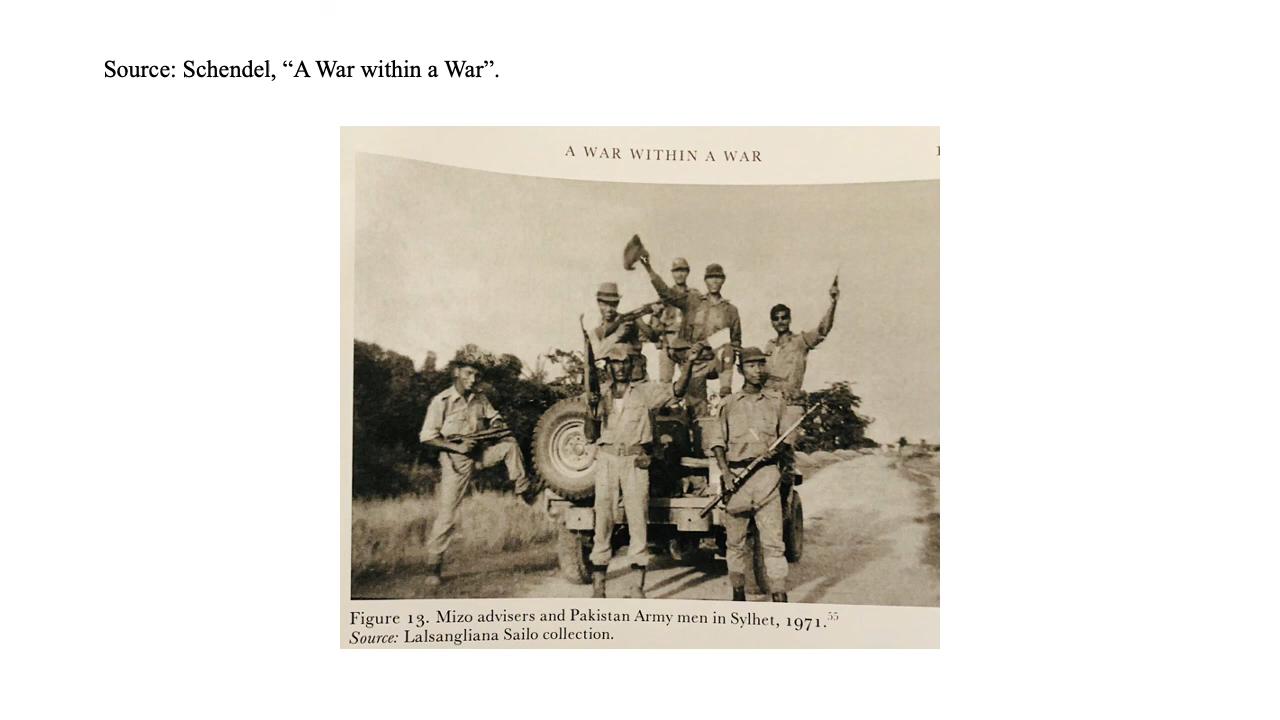 Source: Schendel, “A War within a War”.
A WAR WITHIN A WAR
Figure 13. Mizo advisers and Pakistan Army men in Sylhet, 1971.55
Source: Lalsangliana Sailo collection.